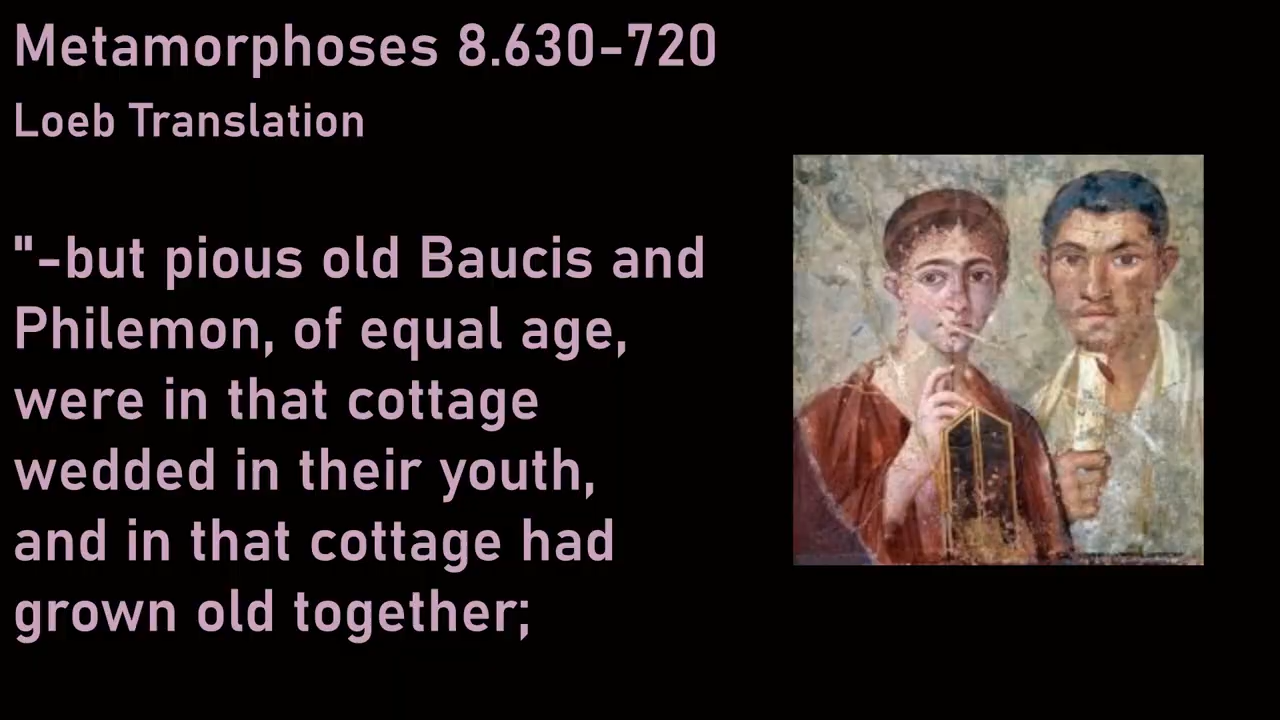 Metamorphoses 8.630-720
Loeb Translation
"-but pious old Baucis and
Philemon, of equal age,
were in that cottage
wedded in their youth,
and in that cottage had
grown old together;